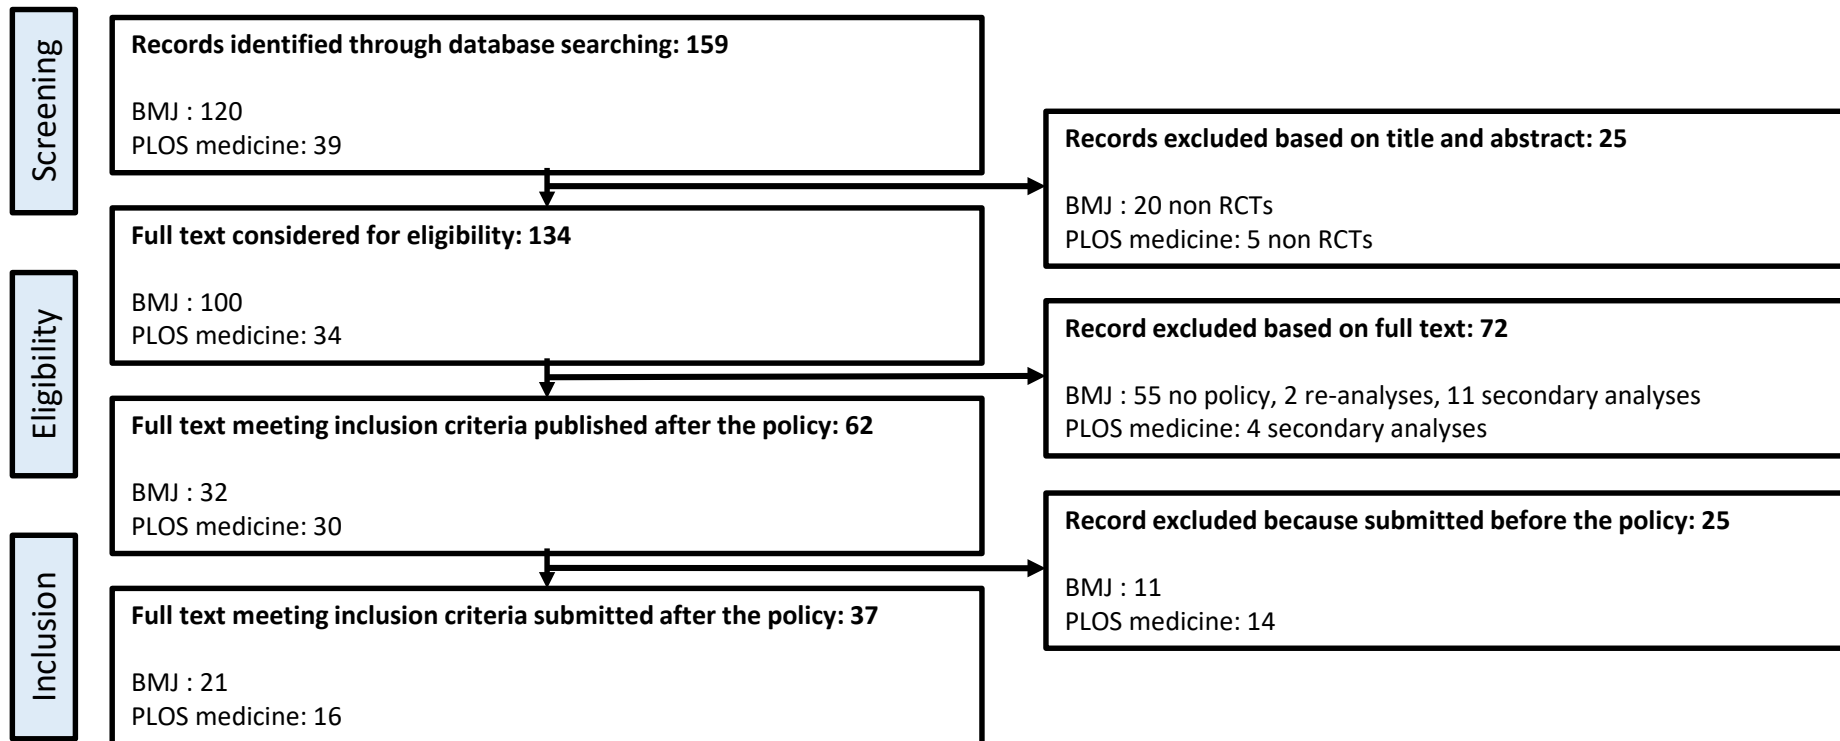 Screening
Records identified through database searching: 159
BMJ : 120
PLOS medicine: 39
Records excluded based on title and abstract: 25
BMJ : 20 non RCTs
PLOS medicine: 5 non RCTs
Eligibility
Full text considered for eligibility: 134
BMJ : 100
PLOS medicine: 34
Record excluded based on full text: 72
BMJ : 55 no policy, 2 re-analyses, 11 secondary analyses
PLOS medicine: 4 secondary analyses
Full text meeting inclusion criteria published after the policy: 62
BMJ : 32
PLOS medicine: 30
Record excluded because submitted before the policy: 25
BMJ : 11
PLOS medicine: 14
Inclusion
Full text meeting inclusion criteria submitted after the policy: 37
BMJ : 21
PLOS medicine: 16